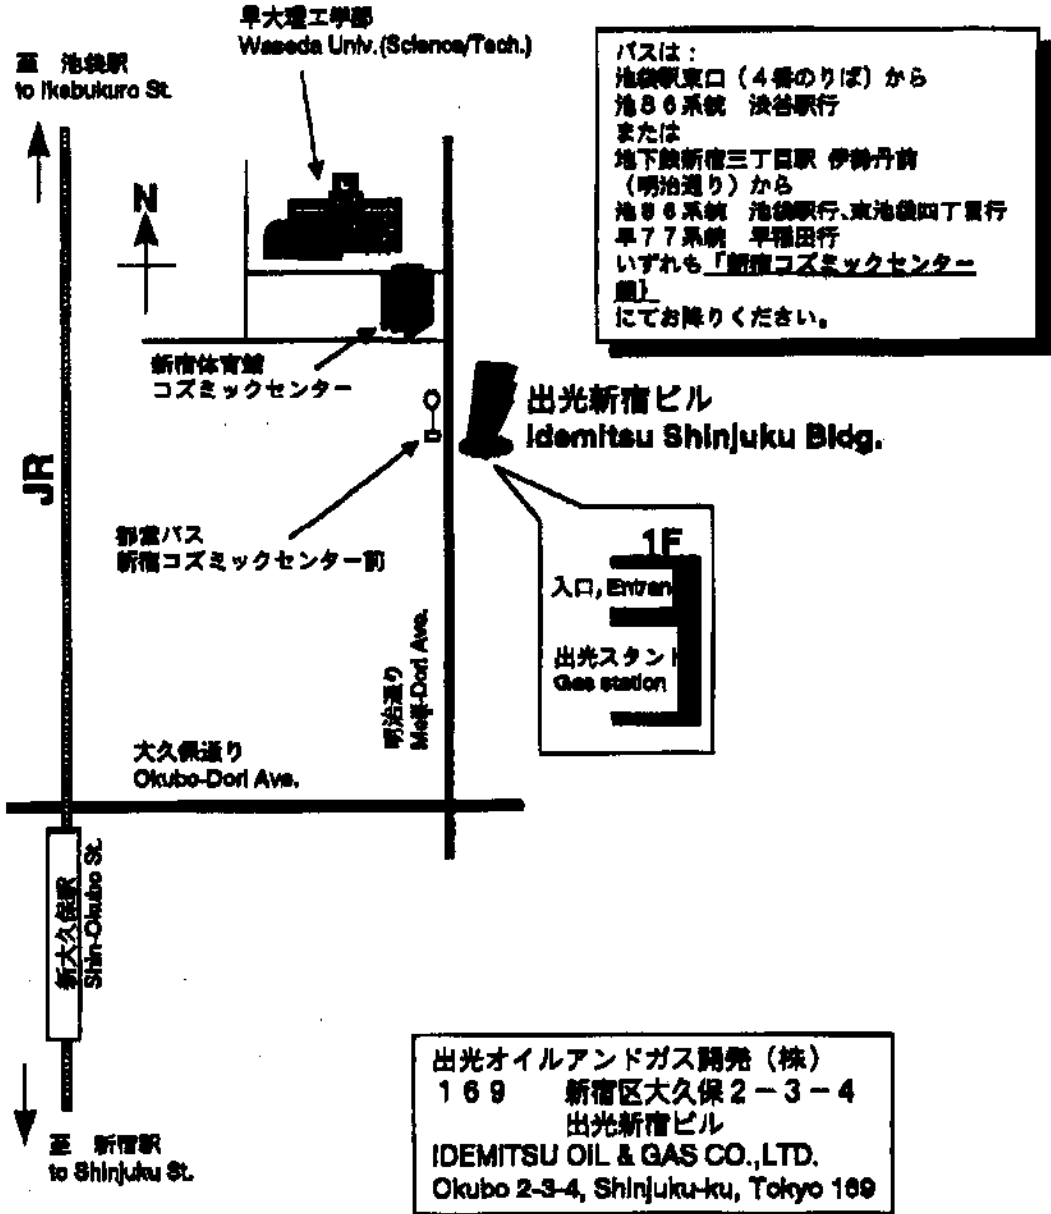 早大理工学部
Waseda Univ.(Science/Tech.)
至 池袋駅
to Ikebukuro St.
バスは：
池袋駅東口（４番のりば）から
池８６系統 渋谷駅行
または
地下鉄新宿三丁目駅 伊勢丹前
（明治通り）から
池８６系統 池袋駅行、東池袋四丁目行
早７７系統 早稲田行
いずれも「新宿コズミックセンター
前」
にてお降りください。
N
新宿体育館
コズミックセンター
出光新宿ビル
Idemitsu Shinjuku Bldg.
JR
都営バス
新宿コズミックセンター前
1F
入口, Entran
出光スタンド
Gas station
明治通り
Meiji-Dori Ave.
大久保通り
Okubo-Dori Ave.
新大久保駅
Shin-Okubo St.
至 新宿駅
to Shinjuku St.
出光オイルアンドガス開発（株）
１６９ 新宿区大久保２－３－４
出光新宿ビル
IDEMITSU OIL & GAS CO.,LTD.
Okubo 2-3-4, Shinjuku-ku, Tokyo 169